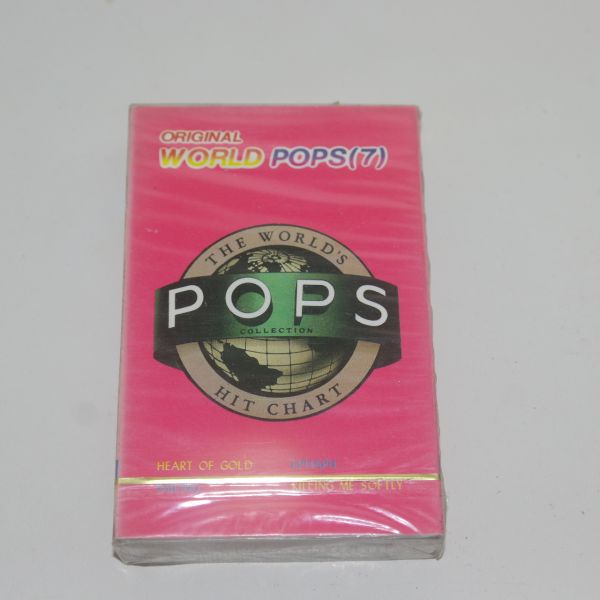 ORIGINAL
WORLD POPS(7)
THE WORLD'S
POPS
COLLECTION
HIT CHART
HEART OF GOLD
KILLING ME SOFTLY